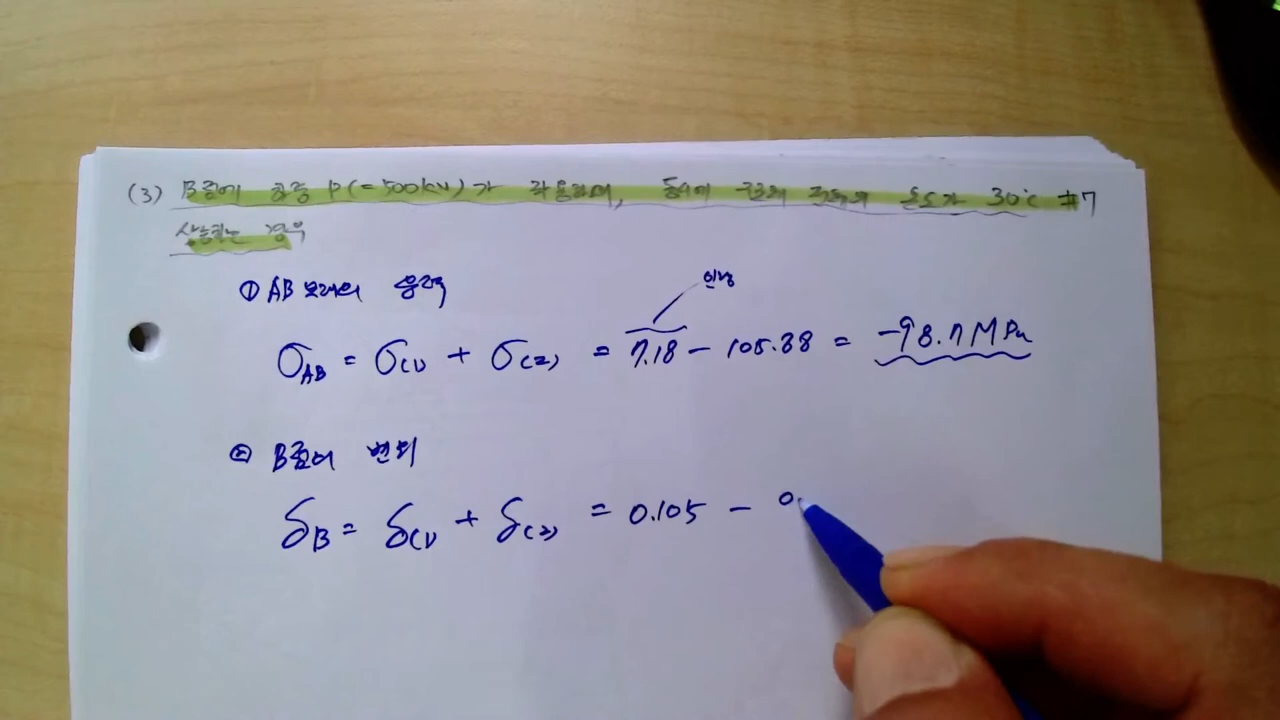 (3) B점에 하중 P(=500kN)가 작용하며, 동시에 구조의 전체의 온도가 30℃ #7
상승하는 경우
① AB 부재의 응력
인장
σAB = σ(1) + σ(2) = 7.18 - 105.88 = -98.7 MPa
② B점의 변위
δB = δ(1) + δ(2) = 0.105 - 0.